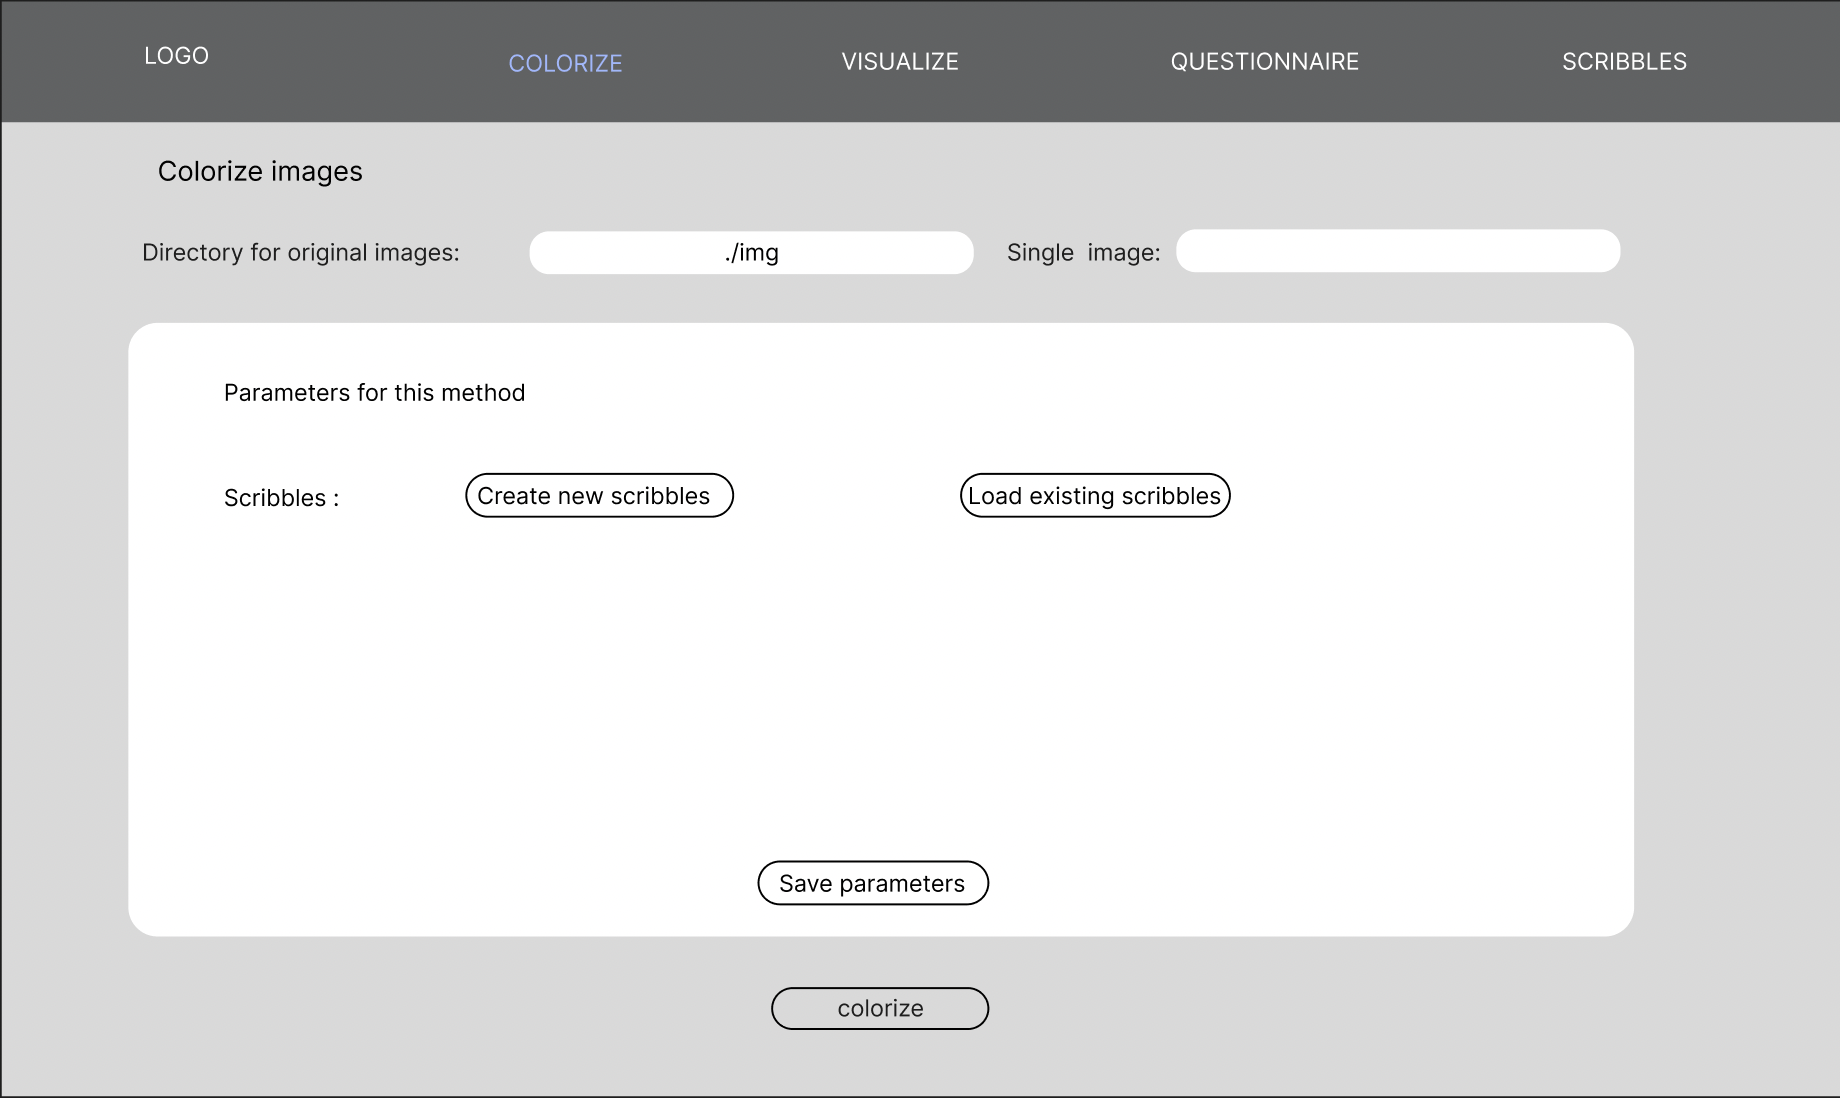 LOGO COLORIZE VISUALIZE QUESTIONNAIRE SCRIBBLES
Colorize images
Directory for original images: ./img Single image:
Parameters for this method
Scribbles : Create new scribbles Load existing scribbles
Save parameters
colorize